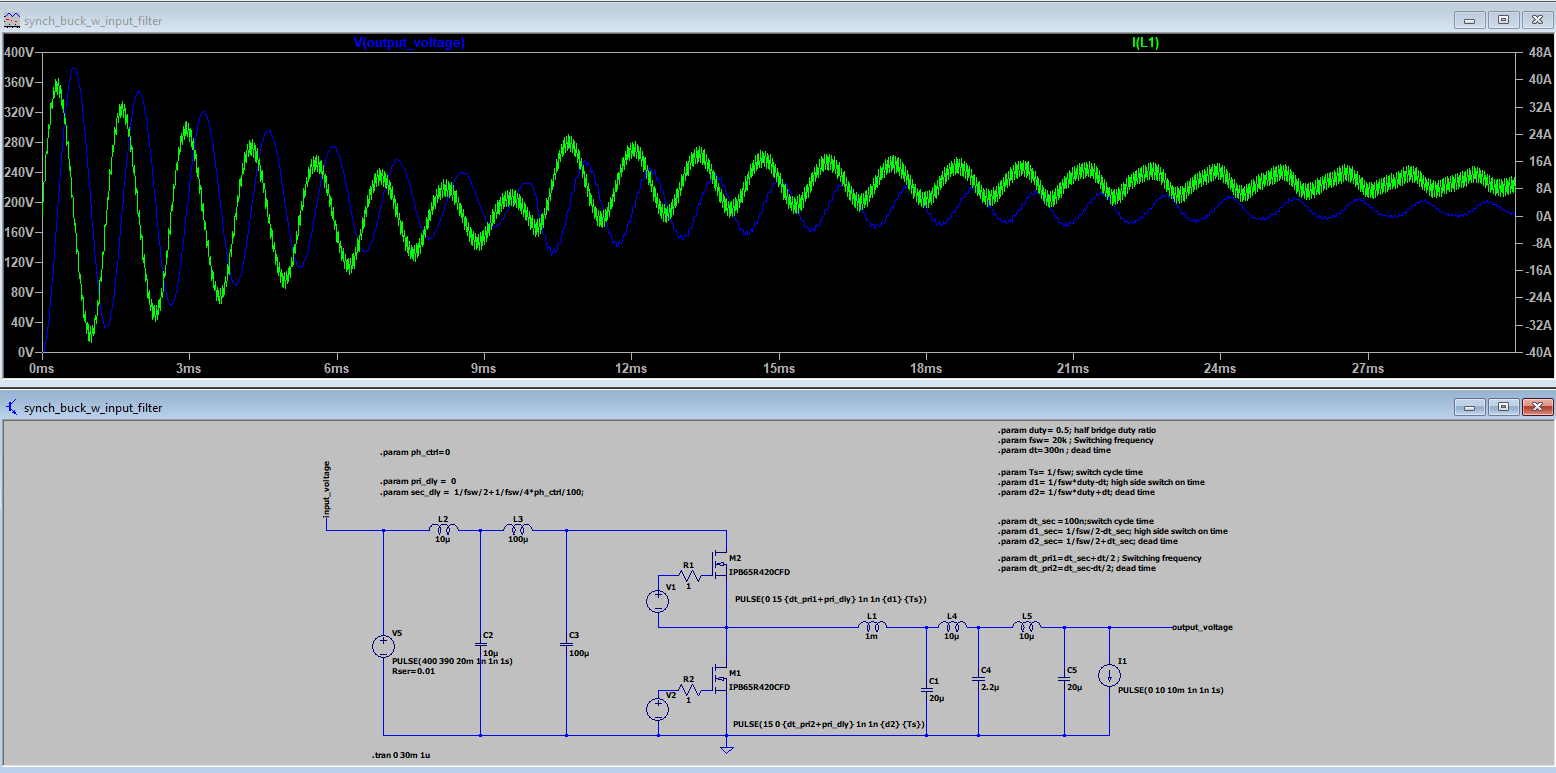 synch_buck_w_input_filter
V(output_voltage) I(L1)
400V 48A
360V 40A
320V 32A
280V 24A
240V 16A
200V 8A
160V 0A
120V -8A
80V -16A
40V -24A
0V -32A
-40A
0ms 3ms 6ms 9ms 12ms 15ms 18ms 21ms 24ms 27ms
synch_buck_w_input_filter
.param ph_ctrl=0
.param pri_dly = 0
.param sec_dly = 1/fsw/2+1/fsw/4*ph_ctrl/100;
.param duty= 0.5; half bridge duty ratio
.param fsw= 20k ; Switching frequency
.param dt=300n ; dead time
.param Ts= 1/fsw; switch cycle time
.param d1= 1/fsw*duty-dt; high side switch on time
.param d2= 1/fsw*duty+dt; dead time
.param dt_sec =100n;switch cycle time
.param d1_sec= 1/fsw/2-dt_sec; high side switch on time
.param d2_sec= 1/fsw/2+dt_sec; dead time
.param dt_pri1=dt_sec+dt/2 ; Switching frequency
.param dt_pri2=dt_sec-dt/2; dead time
input_voltage
L2
10µ
L3
100µ
M2
IPB65R420CFD
R1
1
V1
PULSE(0 15 {dt_pri1+pri_dly} 1n 1n {d1} {Ts})
V5
PULSE(400 390 20m 1n 1n 1s)
Rser=0.01
C2
10µ
C3
100µ
M1
IPB65R420CFD
R2
1
V2
PULSE(15 0 {dt_pri2+pri_dly} 1n 1n {d2} {Ts})
L1
1m
L4
10µ
L5
10µ
output_voltage
C1
20µ
C4
2.2µ
C5
20µ
I1
PULSE(0 10 10m 1n 1n 1s)
.tran 0 30m 1u